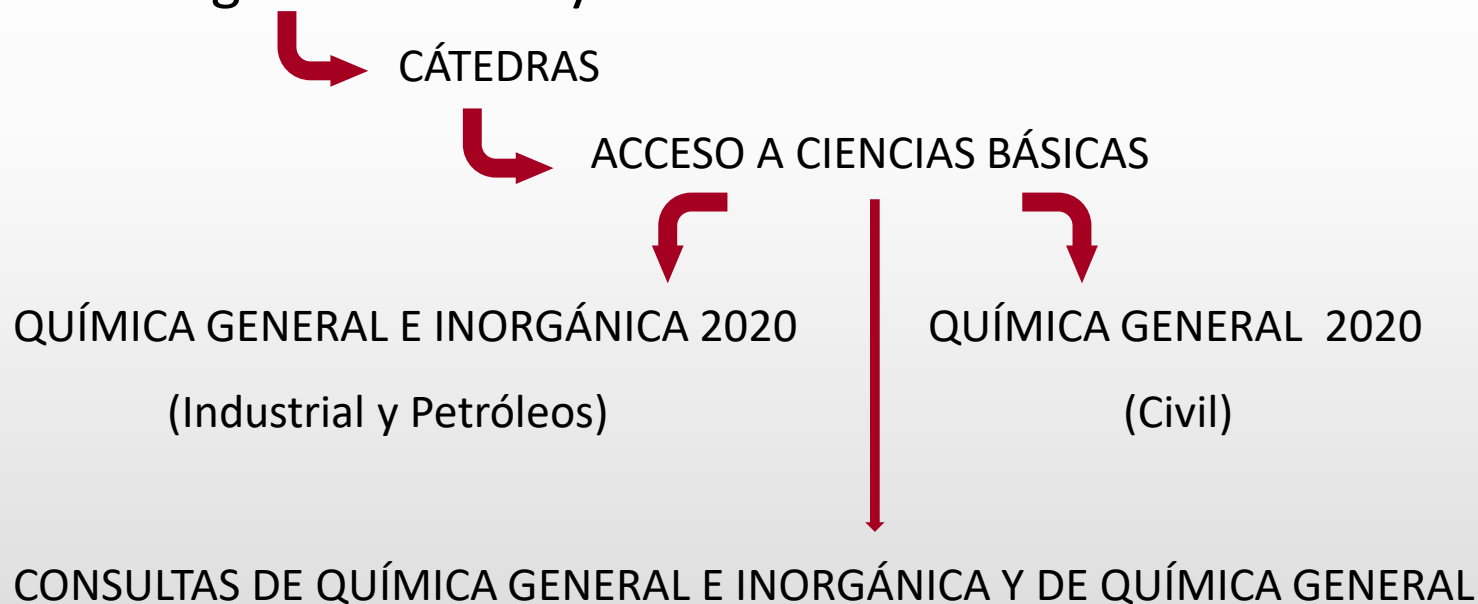 CÁTEDRAS
ACCESO A CIENCIAS BÁSICAS
QUÍMICA GENERAL E INORGÁNICA 2020
QUÍMICA GENERAL 2020
(Industrial y Petróleos)
(Civil)
CONSULTAS DE QUÍMICA GENERAL E INORGÁNICA Y DE QUÍMICA GENERAL